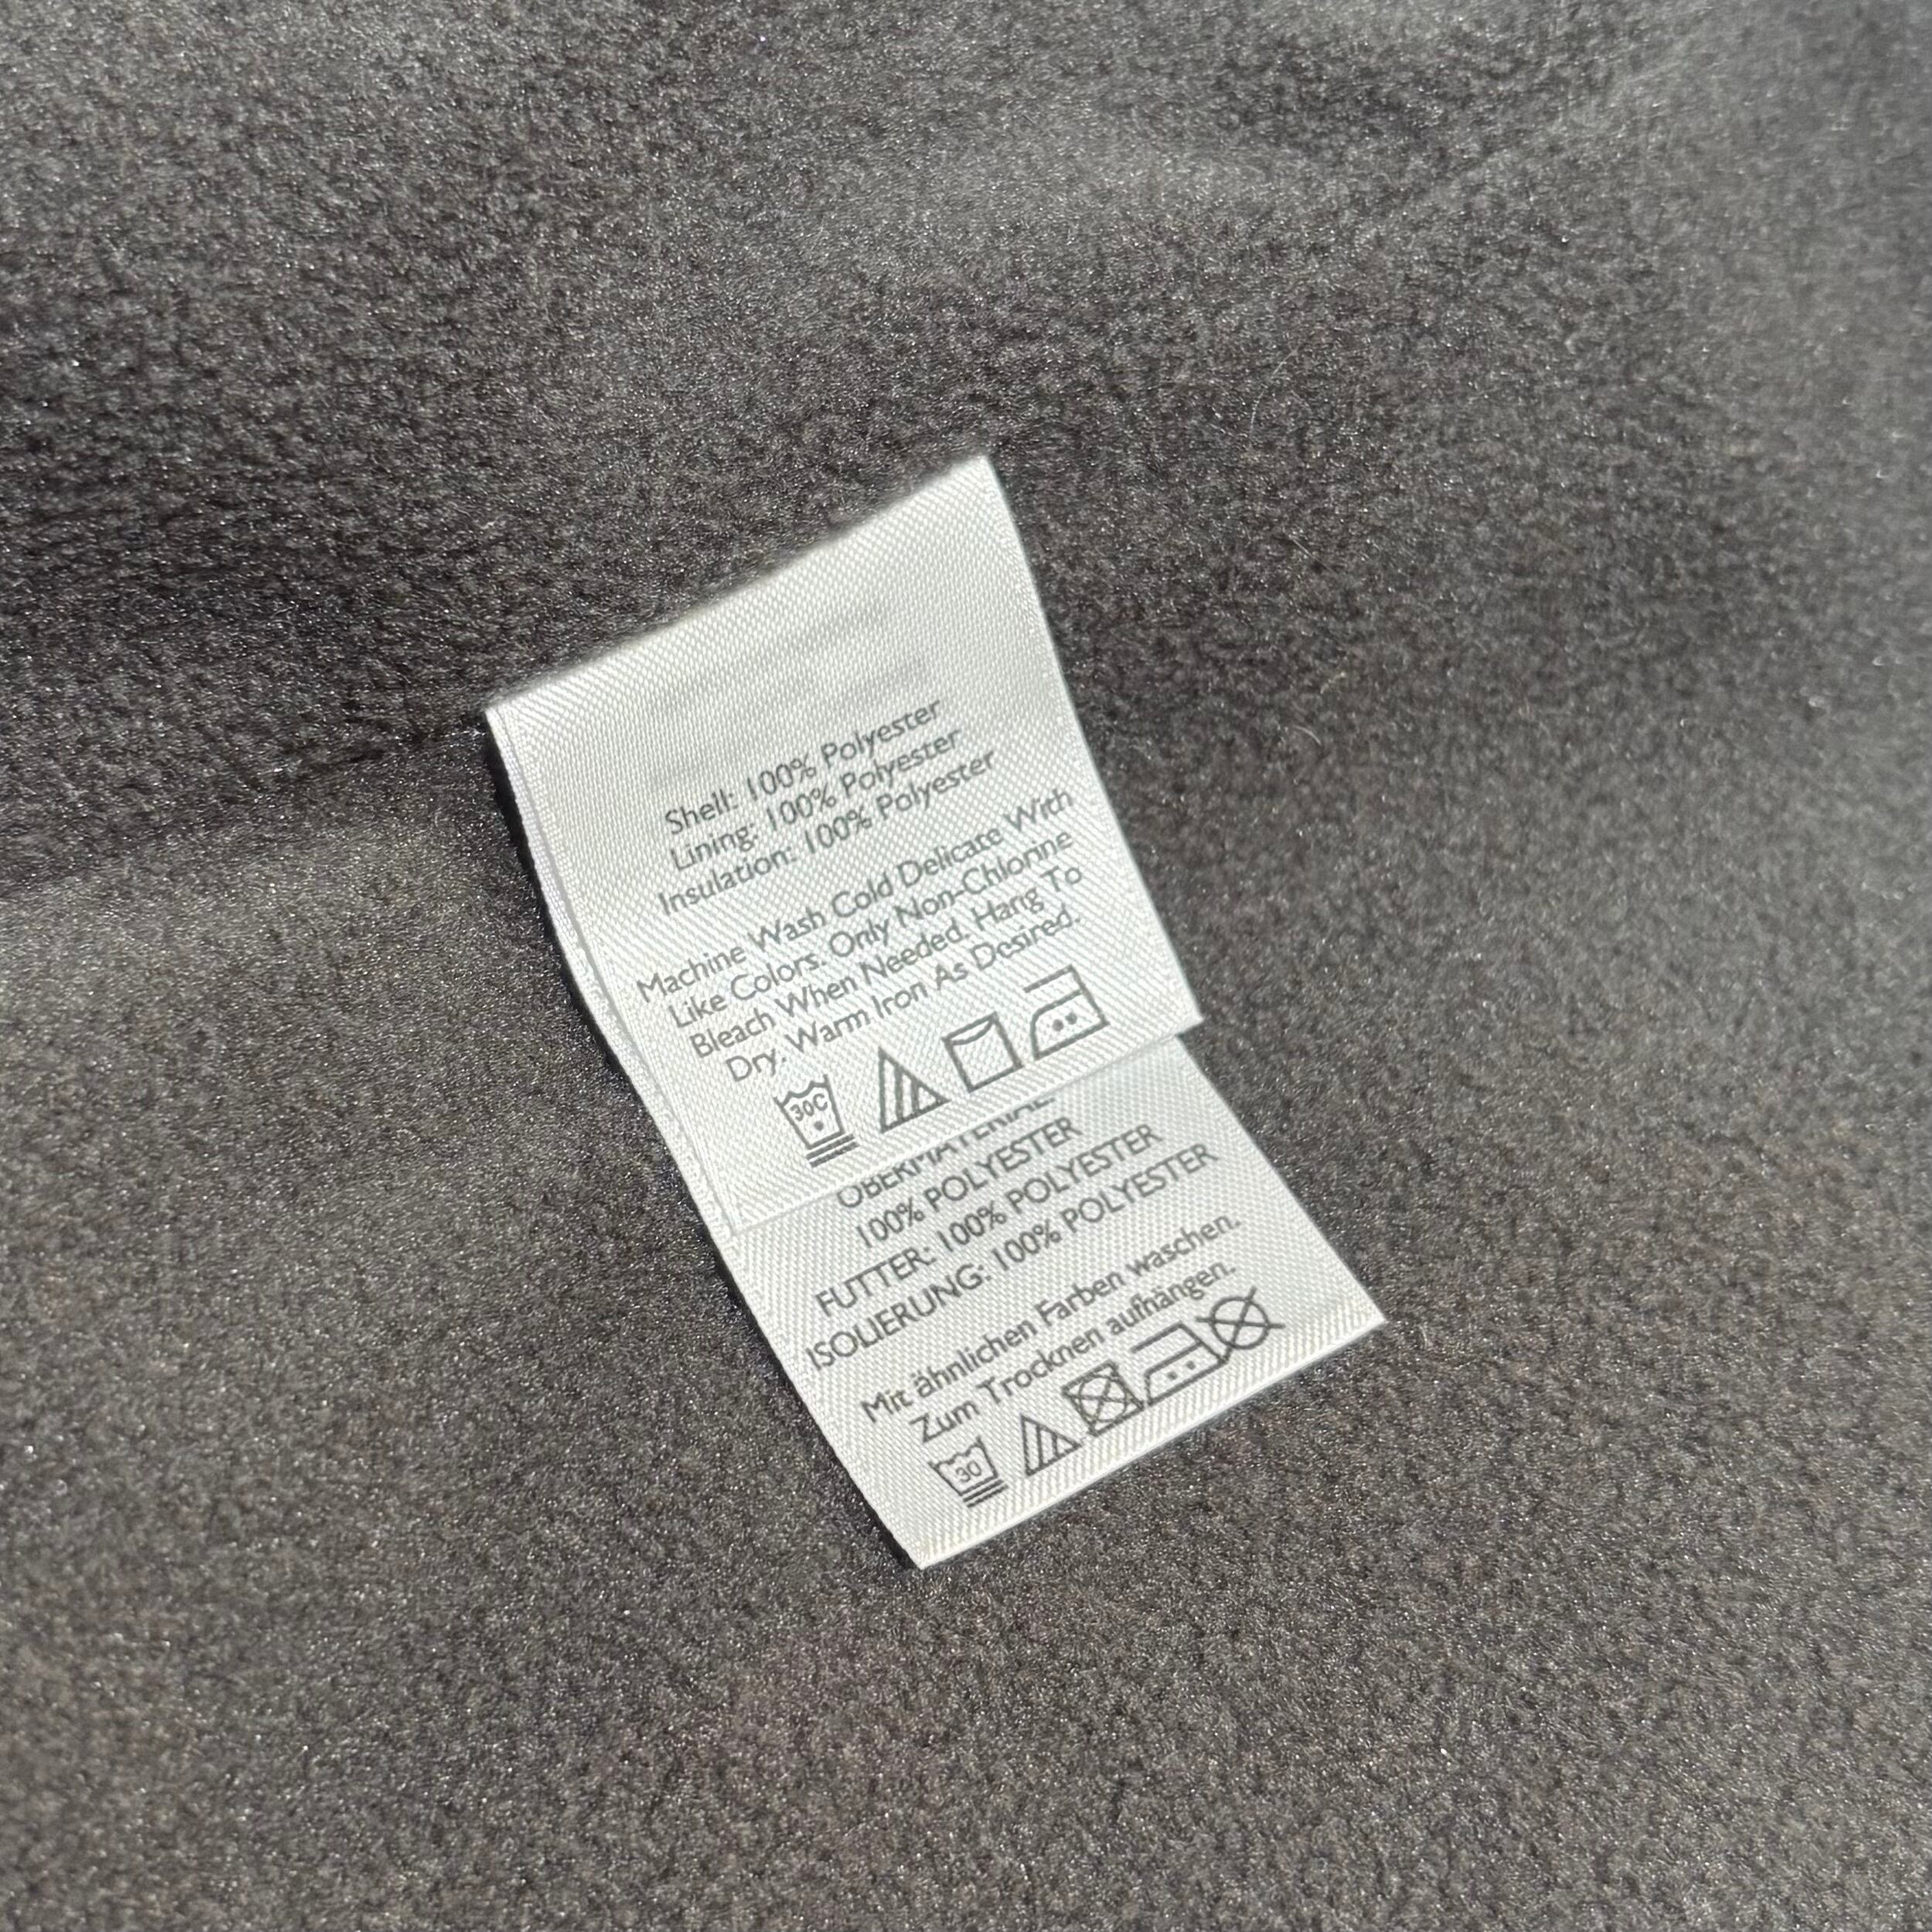 Shell: 100% Polyester
Lining: 100% Polyester
Insulation: 100% Polyester
Machine Wash Cold Delicate With
Like Colors. Only Non-Chlorine
Bleach When Needed. Hang To
Dry. Warm Iron As Desired.
30C
OBERMATERIAL
100% POLYESTER
FUTTER: 100% POLYESTER
ISOLIERUNG: 100% POLYESTER
Mit ähnlichen Farben waschen.
Zum Trocknen aufhängen.
30